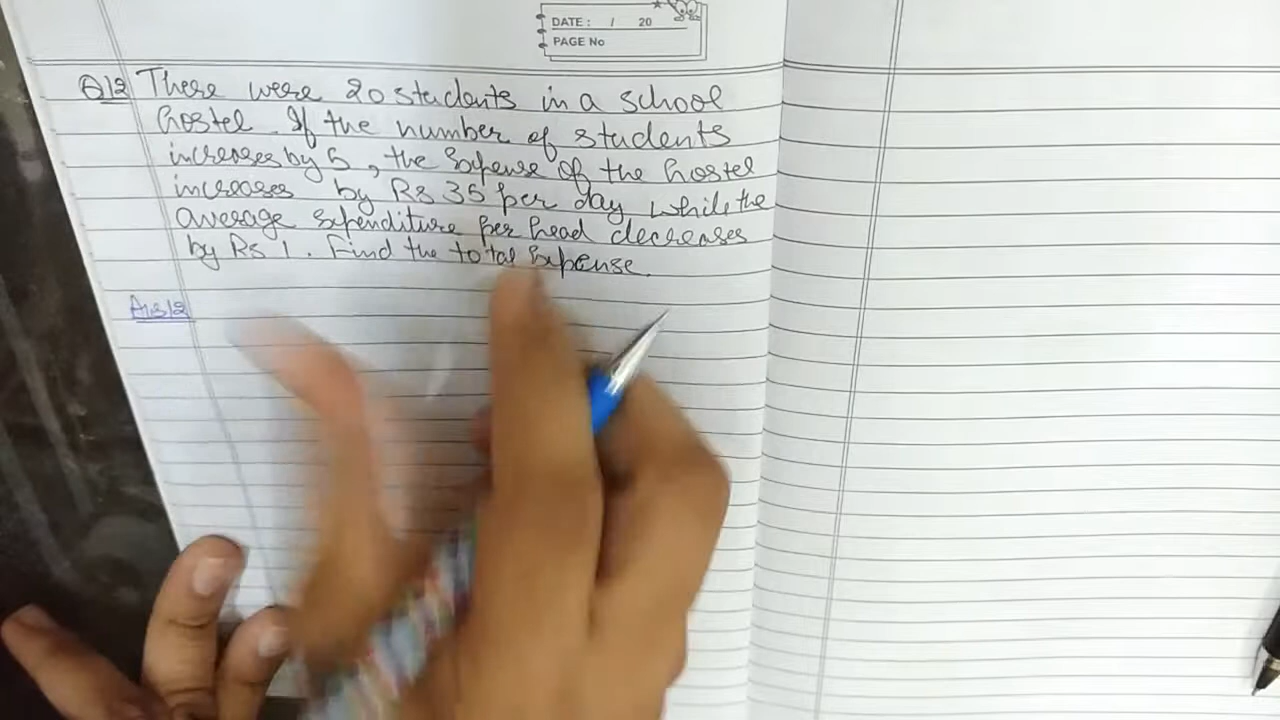 DATE : / 20
PAGE No
Q12 There were 20 students in a school
hostel. If the number of students
increases by 5, the Expense of the hostel
increases by Rs 35 per day while the
average Expenditure per head decreases
by Rs 1. Find the total Expense.
Ans12